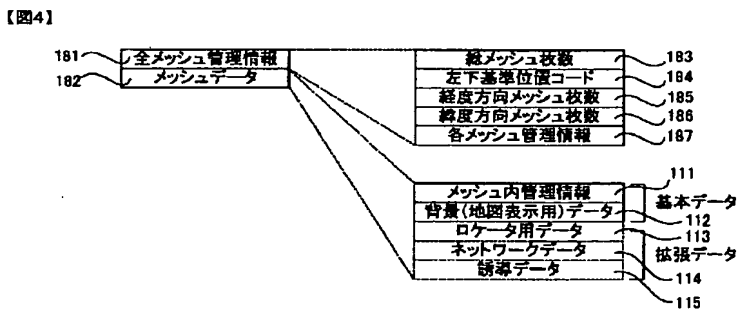 【図4】
181 全メッシュ管理情報
182 メッシュデータ
総メッシュ枚数 183
左下基準位置コード 184
経度方向メッシュ枚数 185
緯度方向メッシュ枚数 186
各メッシュ管理情報 187
メッシュ内管理情報 111
背景(地図表示用)データ 112
基本データ
ロケータ用データ 113
ネットワークデータ 114
誘導データ 115
拡張データ